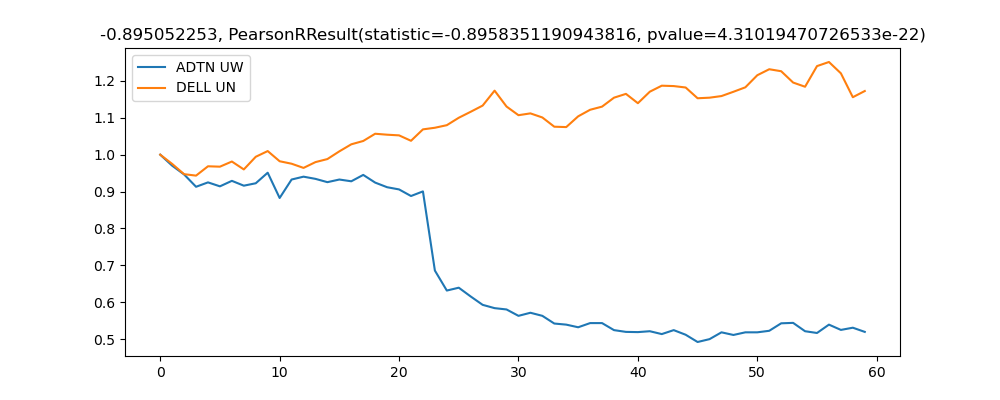 -0.895052253, PearsonRResult(statistic=-0.8958351190943816, pvalue=4.31019470726533e-22)
ADTN UW
DELL UN
1.2
1.1
1.0
0.9
0.8
0.7
0.6
0.5
0 10 20 30 40 50 60